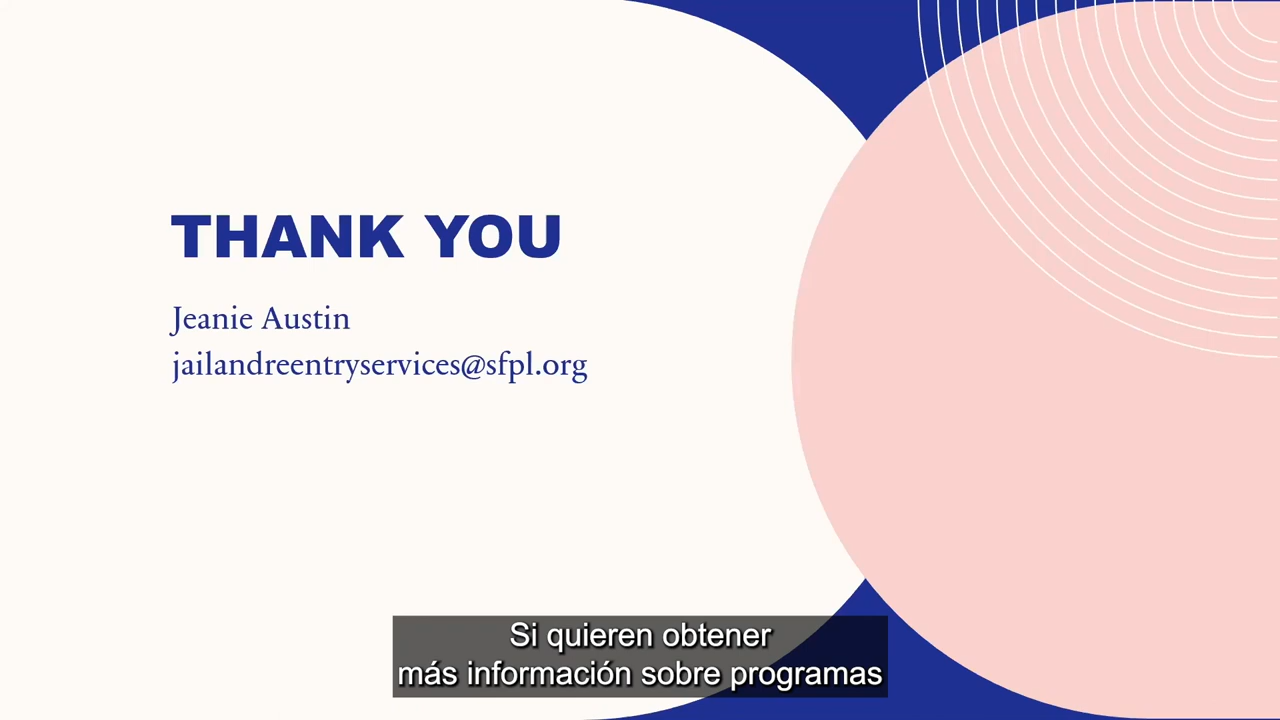 THANK YOU
Jeanie Austin
jailandreentryservices@sfpl.org
Si quieren obtener
más información sobre programas